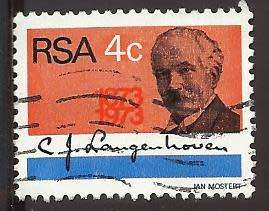 RSA 4c
1873
1973
C. J. Langenhoven
JAN MOSTERT